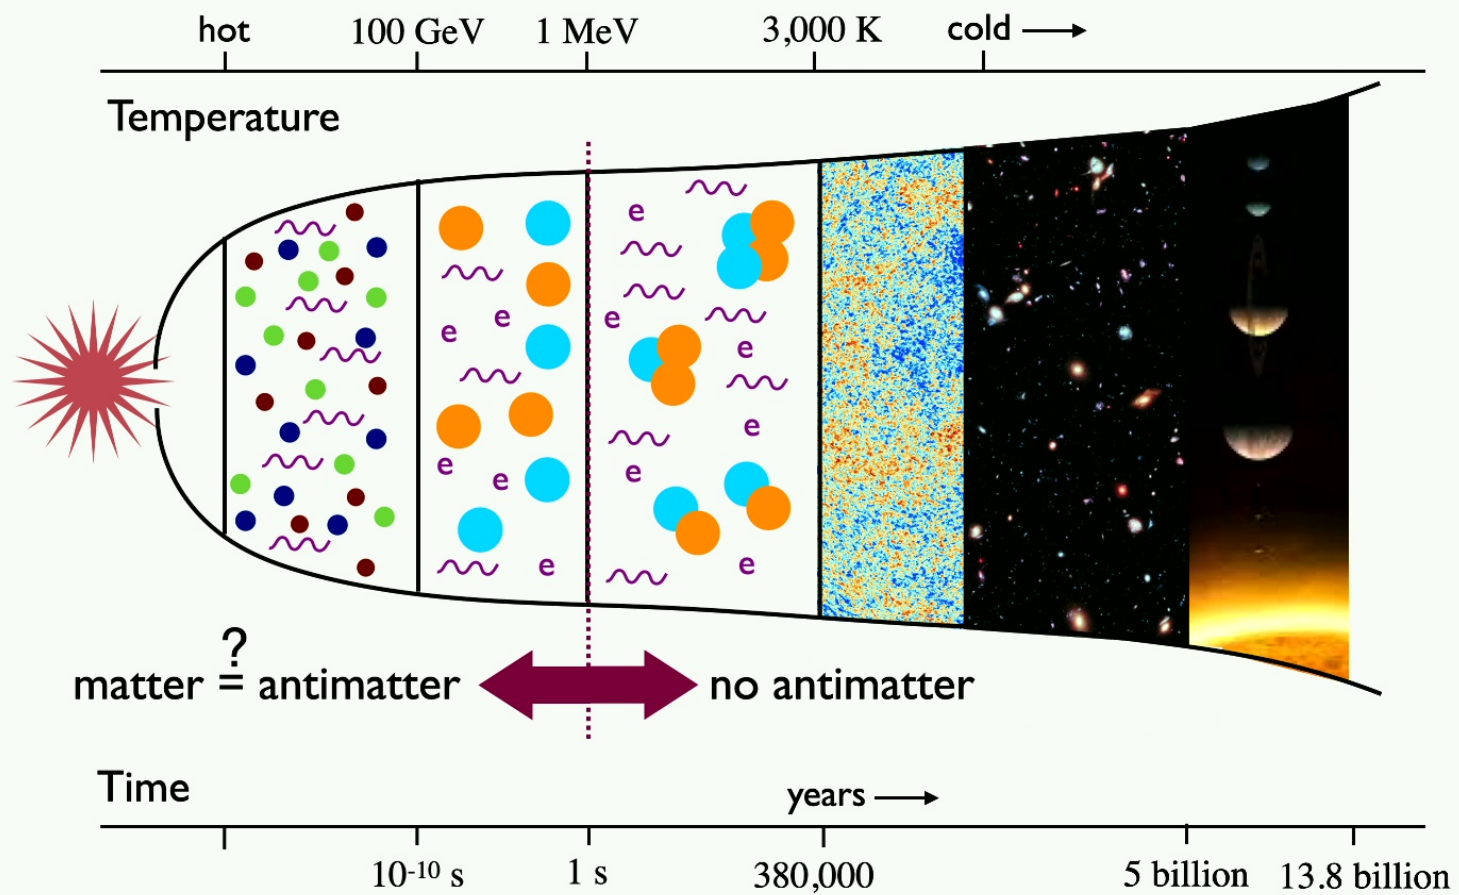 hot 100 GeV 1 MeV 3,000 K cold
Temperature
e
e
e
e
e
e
e
e
e
e
e
e
?
matter = antimatter no antimatter
Time
years
10-10 s 1 s 380,000 5 billion 13.8 billion